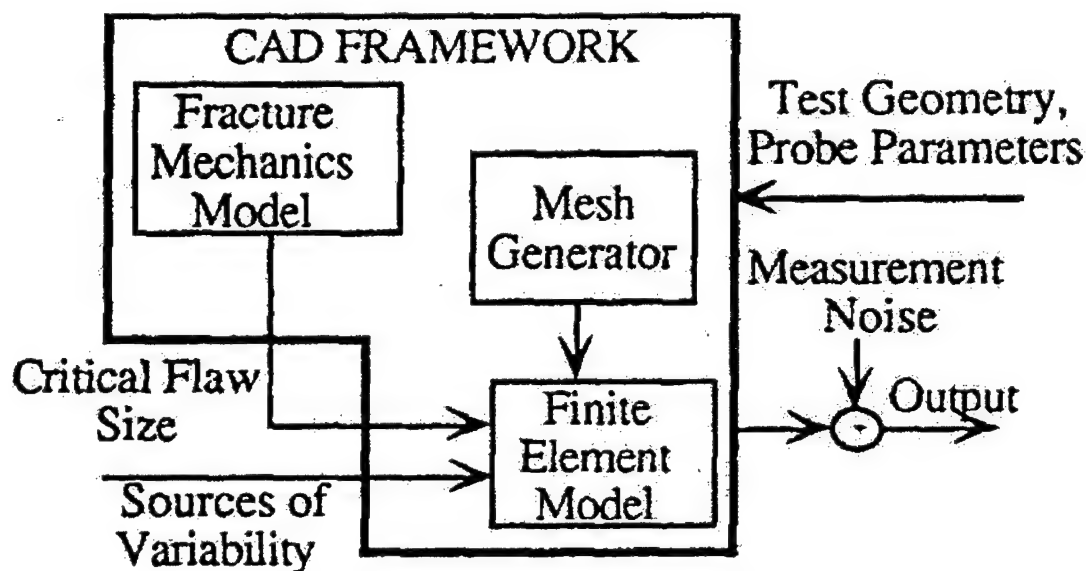 CAD FRAMEWORK
Fracture
Mechanics
Model
Mesh
Generator
Test Geometry,
Probe Parameters
Measurement
Noise
Critical Flaw
Size
Finite
Element
Model
Output
Sources of
Variability